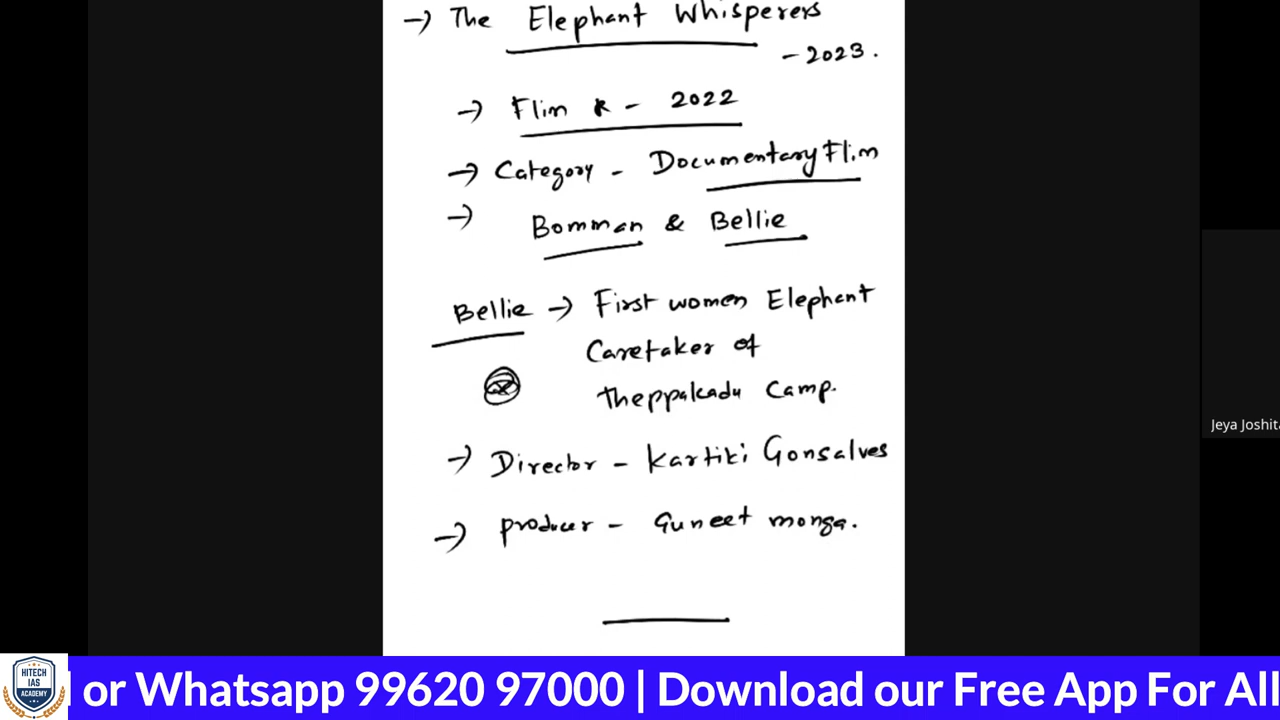 → The Elephant Whisperers
- 2023.
→ Flim - 2022
→ Category - Documentary Flim
→ Bomman & Bellie
Bellie → First women Elephant
Caretaker of
Theppakadu Camp.
→ Director - Kartiki Gonsalves
→ Producer - Guneet monga.
Jeya Joshita
HITECH
IAS
ACADEMY
or Whatsapp 99620 97000 | Download our Free App For All